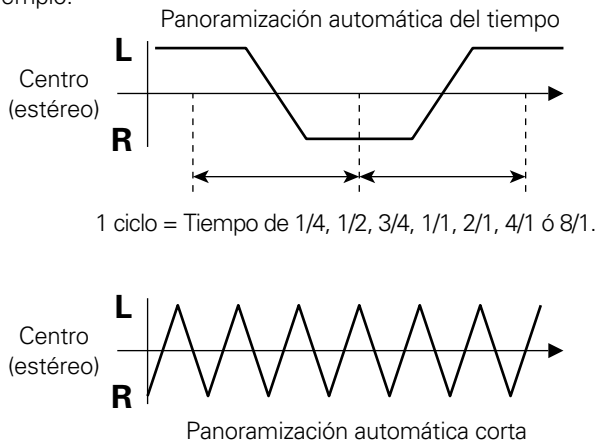 Panoramización automática del tiempo
L
Centro
(estéreo)
R
1 ciclo = Tiempo de 1/4, 1/2, 3/4, 1/1, 2/1, 4/1 ó 8/1.
L
Centro
(estéreo)
R
Panoramización automática corta